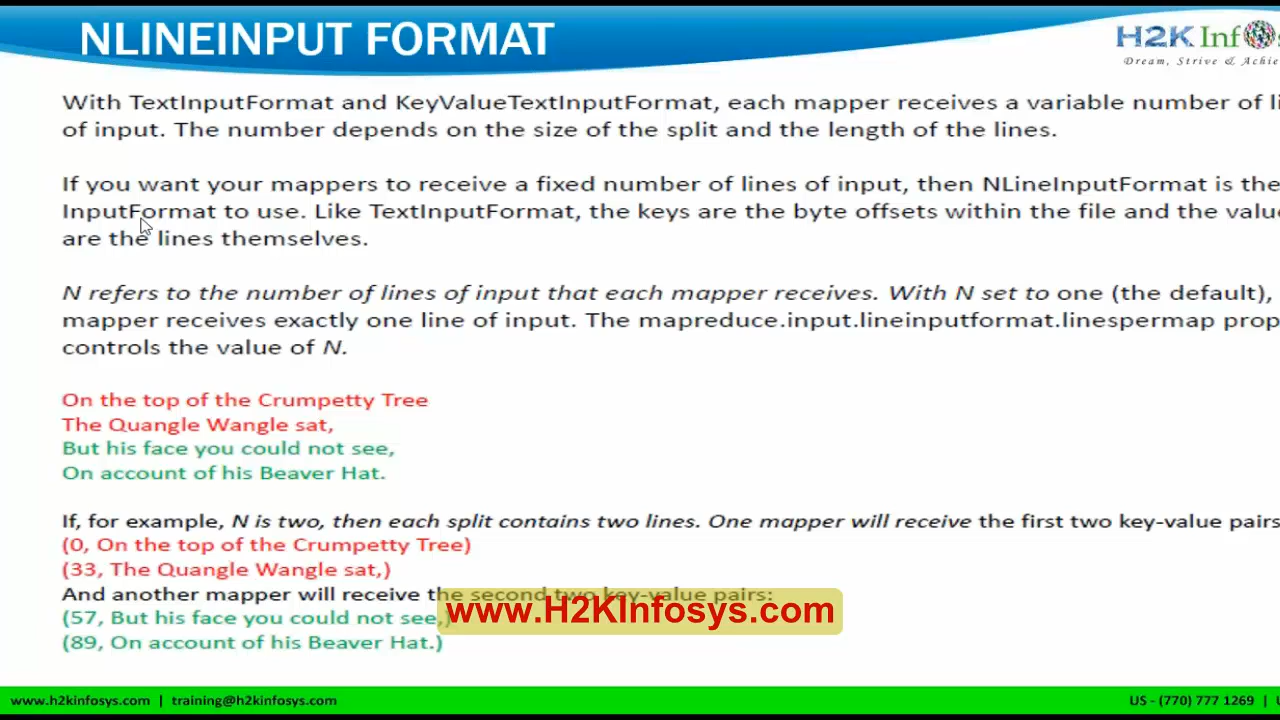 NLINEINPUT FORMAT
H2K Infos
Dream, Strive & Achie
With TextInputFormat and KeyValueTextInputFormat, each mapper receives a variable number of li
of input. The number depends on the size of the split and the length of the lines.
If you want your mappers to receive a fixed number of lines of input, then NLineInputFormat is the
InputFormat to use. Like TextInputFormat, the keys are the byte offsets within the file and the value
are the lines themselves.
N refers to the number of lines of input that each mapper receives. With N set to one (the default),
mapper receives exactly one line of input. The mapreduce.input.lineinputformat.linespermap prop
controls the value of N.
On the top of the Crumpetty Tree
The Quangle Wangle sat,
But his face you could not see,
On account of his Beaver Hat.
If, for example, N is two, then each split contains two lines. One mapper will receive the first two key-value pairs
(0, On the top of the Crumpetty Tree)
(33, The Quangle Wangle sat,)
And another mapper will receive the second two key-value pairs:
www.H2KInfosys.com
(57, But his face you could not see,)
(89, On account of his Beaver Hat.)
www.h2kinfosys.com | training@h2kinfosys.com
US - (770) 777 1269 |